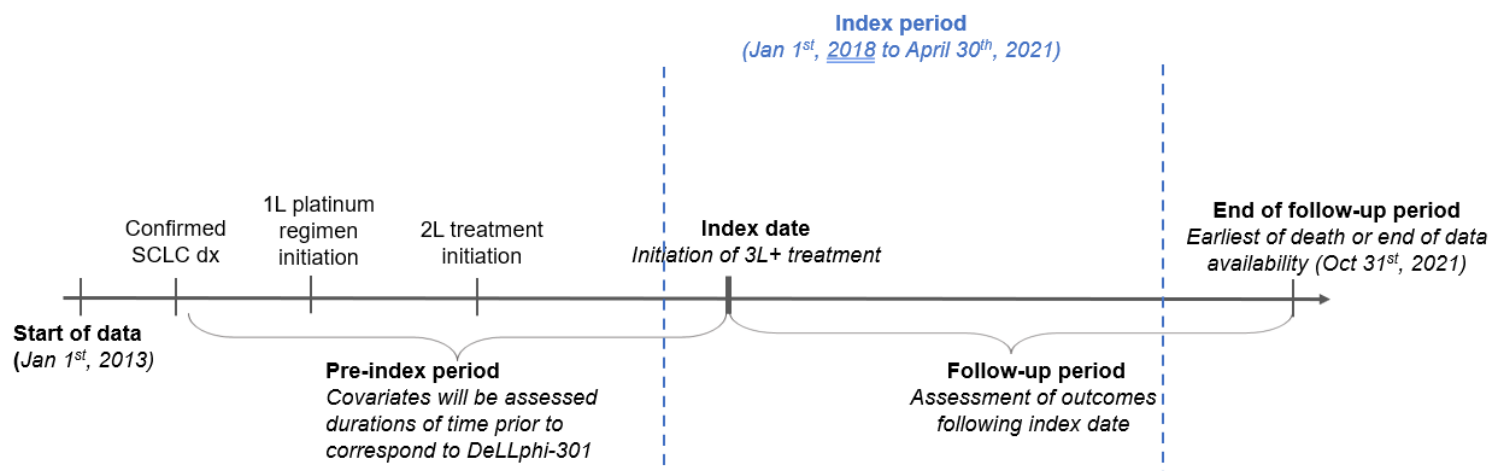 Index period
(Jan 1st, 2018 to April 30th, 2021)
Confirmed
SCLC dx
1L platinum
regimen
initiation
2L treatment
initiation
Index date
Initiation of 3L+ treatment
End of follow-up period
Earliest of death or end of data
availability (Oct 31st, 2021)
Start of data
(Jan 1st, 2013)
Pre-index period
Covariates will be assessed
durations of time prior to
correspond to DeLLphi-301
Follow-up period
Assessment of outcomes
following index date